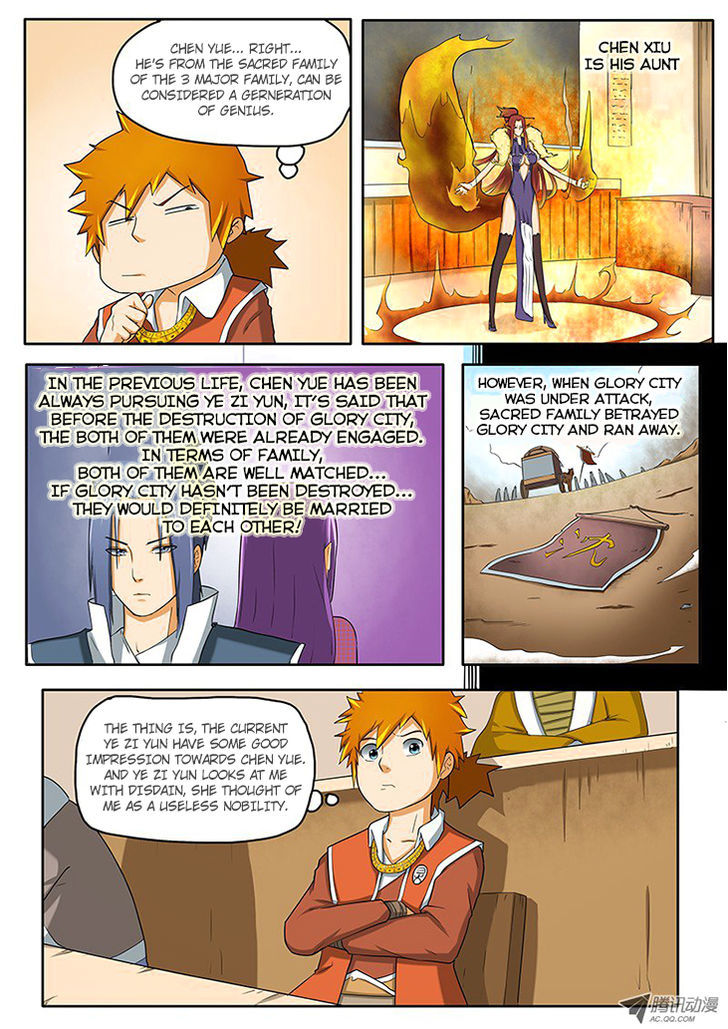 CHEN YUE... RIGHT...
HE'S FROM THE SACRED FAMILY
OF THE 3 MAJOR FAMILY, CAN BE
CONSIDERED A GERNERATION
OF GENIUS.
CHEN XIU
IS HIS AUNT
IN THE PREVIOUS LIFE, CHEN YUE HAS BEEN
ALWAYS PURSUING YE ZI YUN, IT'S SAID THAT
BEFORE THE DESTRUCTION OF GLORY CITY,
THE BOTH OF THEM WERE ALREADY ENGAGED.
IN TERMS OF FAMILY,
BOTH OF THEM ARE WELL MATCHED...
IF GLORY CITY HASN'T BEEN DESTROYED...
THEY WOULD DEFINITELY BE MARRIED
TO EACH OTHER!
HOWEVER, WHEN GLORY CITY
WAS UNDER ATTACK,
SACRED FAMILY BETRAYED
GLORY CITY AND RAN AWAY.
THE THING IS, THE CURRENT
YE ZI YUN HAVE SOME GOOD
IMPRESSION TOWARDS CHEN YUE.
AND YE ZI YUN LOOKS AT ME
WITH DISDAIN, SHE THOUGHT OF
ME AS A USELESS NOBILITY.
腾讯动漫
AC.QQ.COM